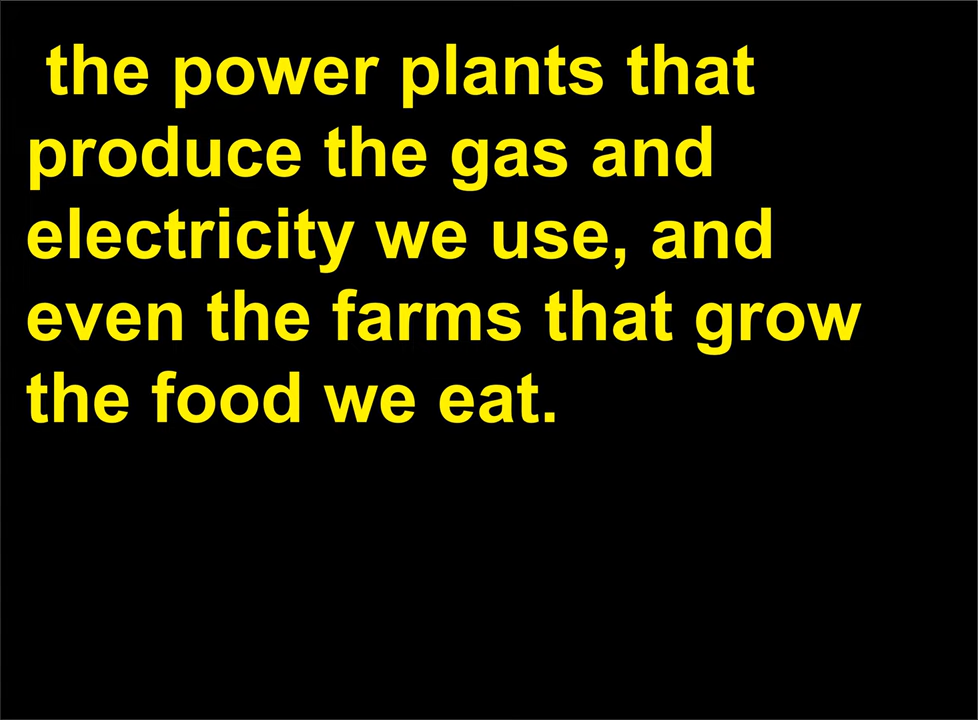 the power plants that
produce the gas and
electricity we use, and
even the farms that grow
the food we eat.